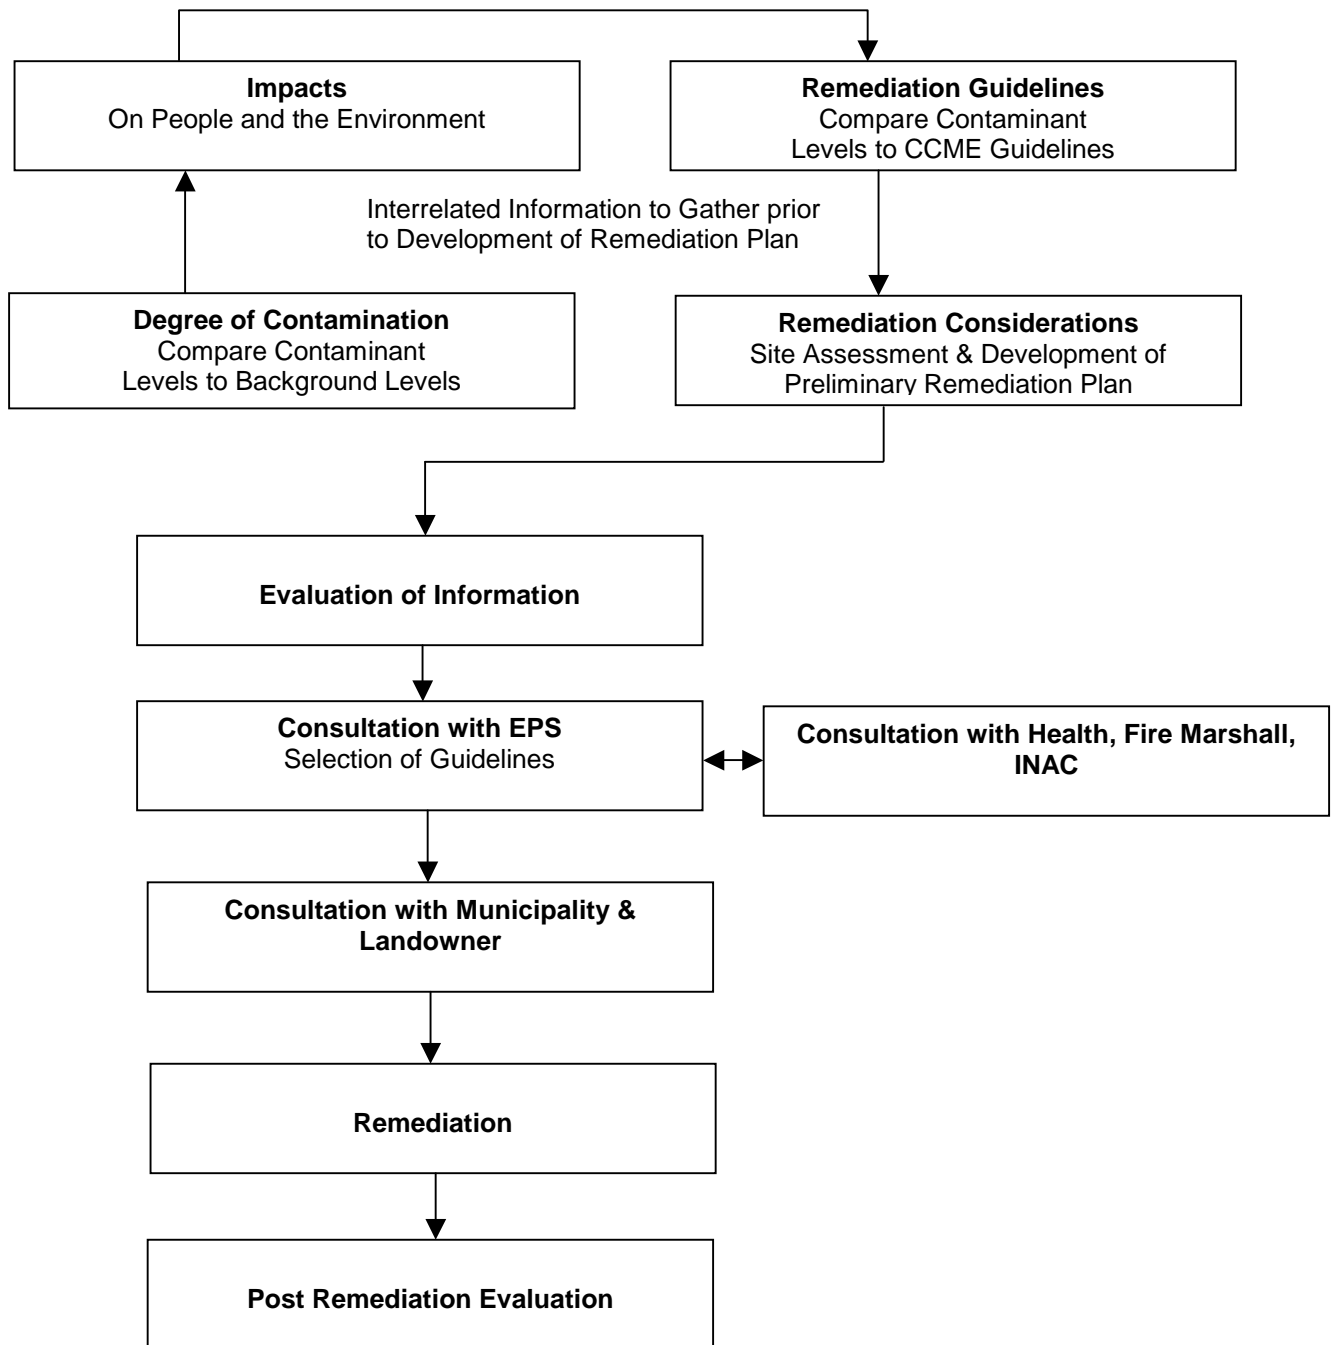 Impacts
On People and the Environment
Remediation Guidelines
Compare Contaminant
Levels to CCME Guidelines
Interrelated Information to Gather prior
to Development of Remediation Plan
Degree of Contamination
Compare Contaminant
Levels to Background Levels
Remediation Considerations
Site Assessment & Development of
Preliminary Remediation Plan
Evaluation of Information
Consultation with EPS
Selection of Guidelines
Consultation with Health, Fire Marshall,
INAC
Consultation with Municipality &
Landowner
Remediation
Post Remediation Evaluation